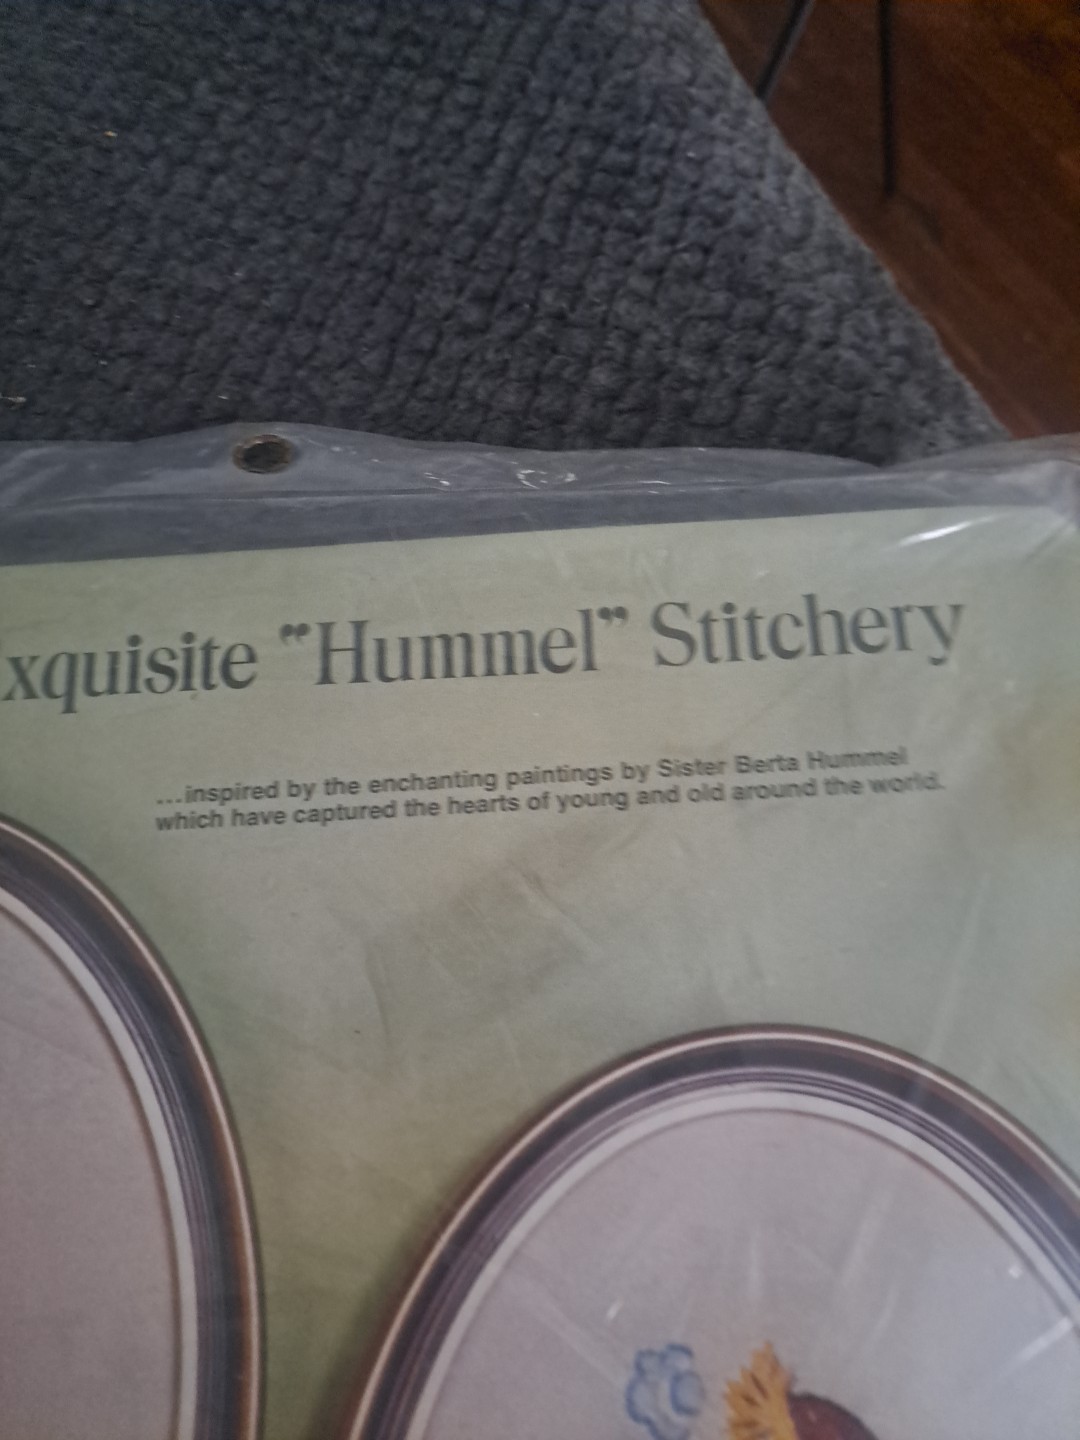 xquisite "Hummel" Stitchery
...inspired by the enchanting paintings by Sister Berta Hummel
which have captured the hearts of young and old around the world.